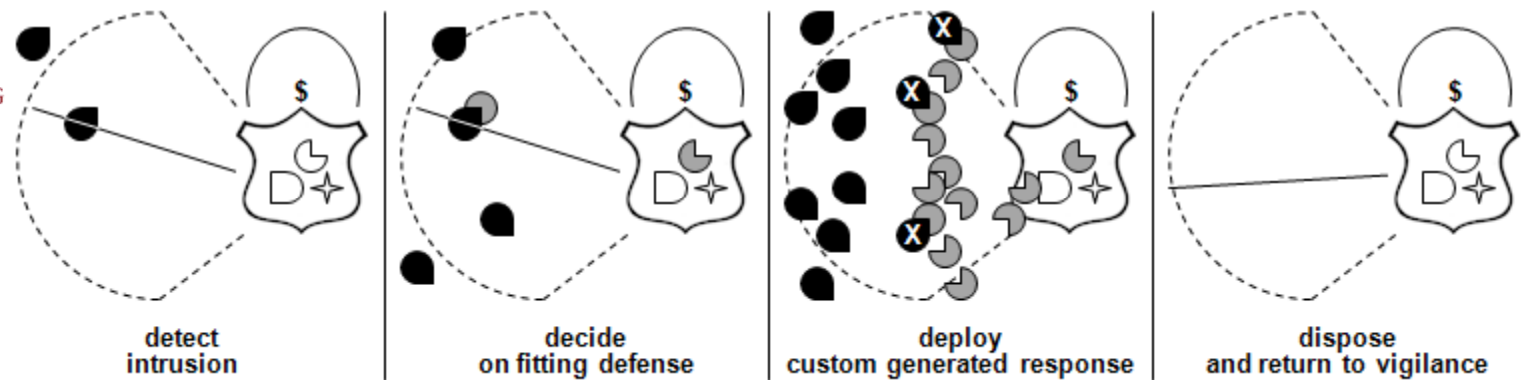 $
$
X
X
X
$
$
detect
intrusion
decide
on fitting defense
deploy
custom generated response
dispose
and return to vigilance